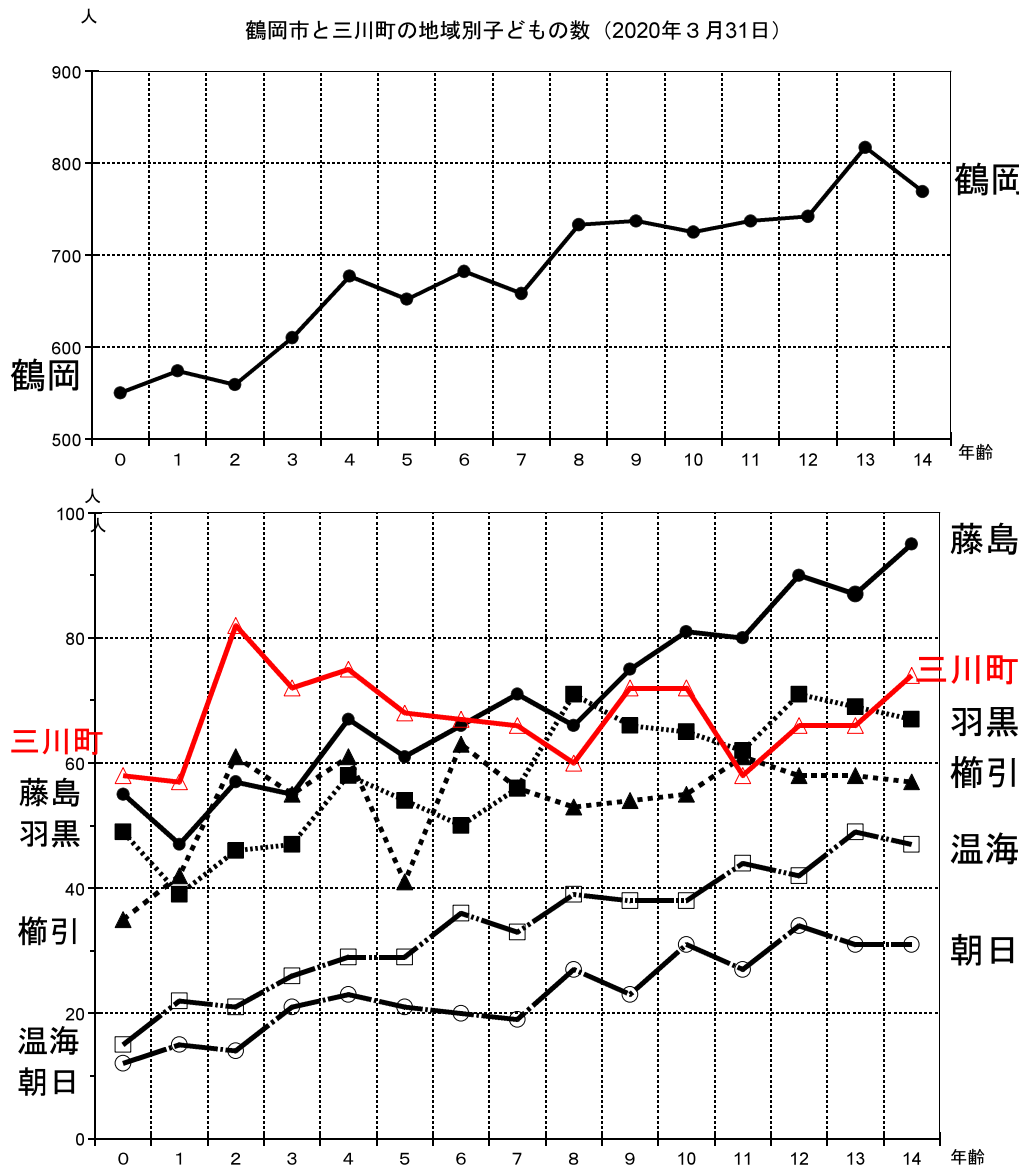 人
鶴岡市と三川町の地域別子どもの数（2020年３月31日）
900
800
鶴岡
700
600
鶴岡
500
0 1 2 3 4 5 6 7 8 9 10 11 12 13 14 年齢
人
100
人
藤島
80
三川町
羽黒
三川町
60
櫛引
藤島
羽黒
温海
40
櫛引
朝日
20
温海
朝日
0
0 1 2 3 4 5 6 7 8 9 10 11 12 13 14 年齢